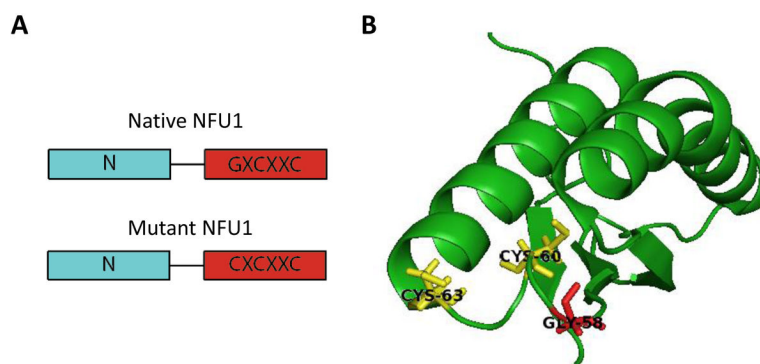 A
Native NFU1
N
GXCXXC
Mutant NFU1
N
CXCXXC
B
CYS-60
CYS-63
GLY-58